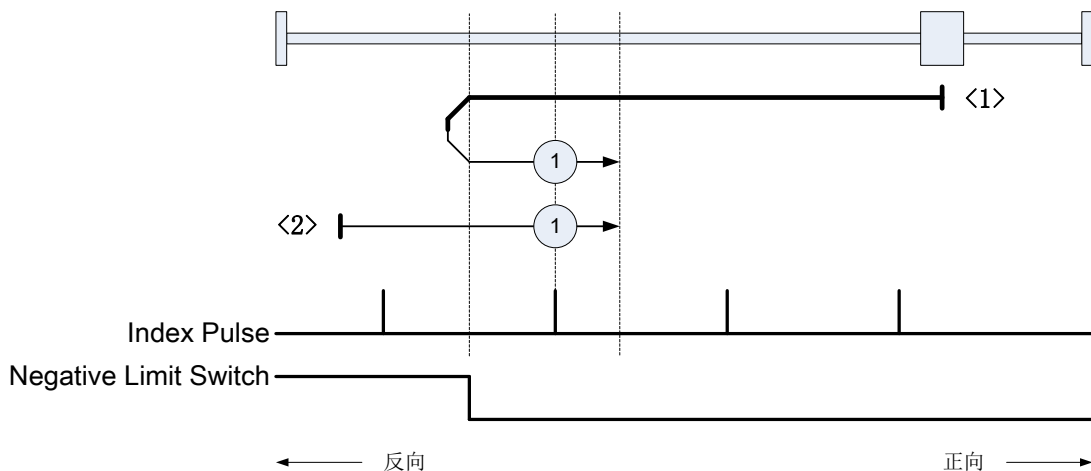 <1>
1
<2>
1
Index Pulse
Negative Limit Switch
反向
正向